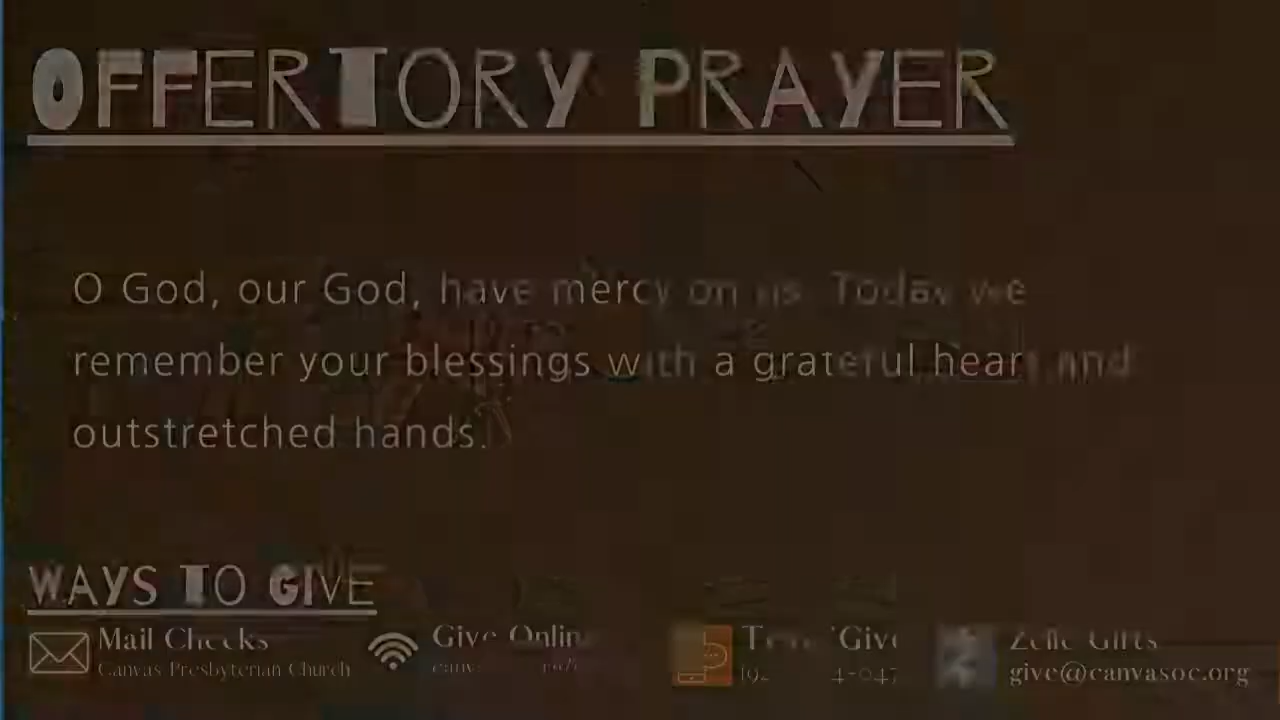 OFFERTORY PRAYER
O God, our God, have mercy on us. Today we
remember your blessings with a grateful heart and
outstretched hands.
WAYS TO GIVE
Mail Checks
Canvas Presbyterian Church
Give Online
Give
Zelle Gifts
give@canvasoc.org